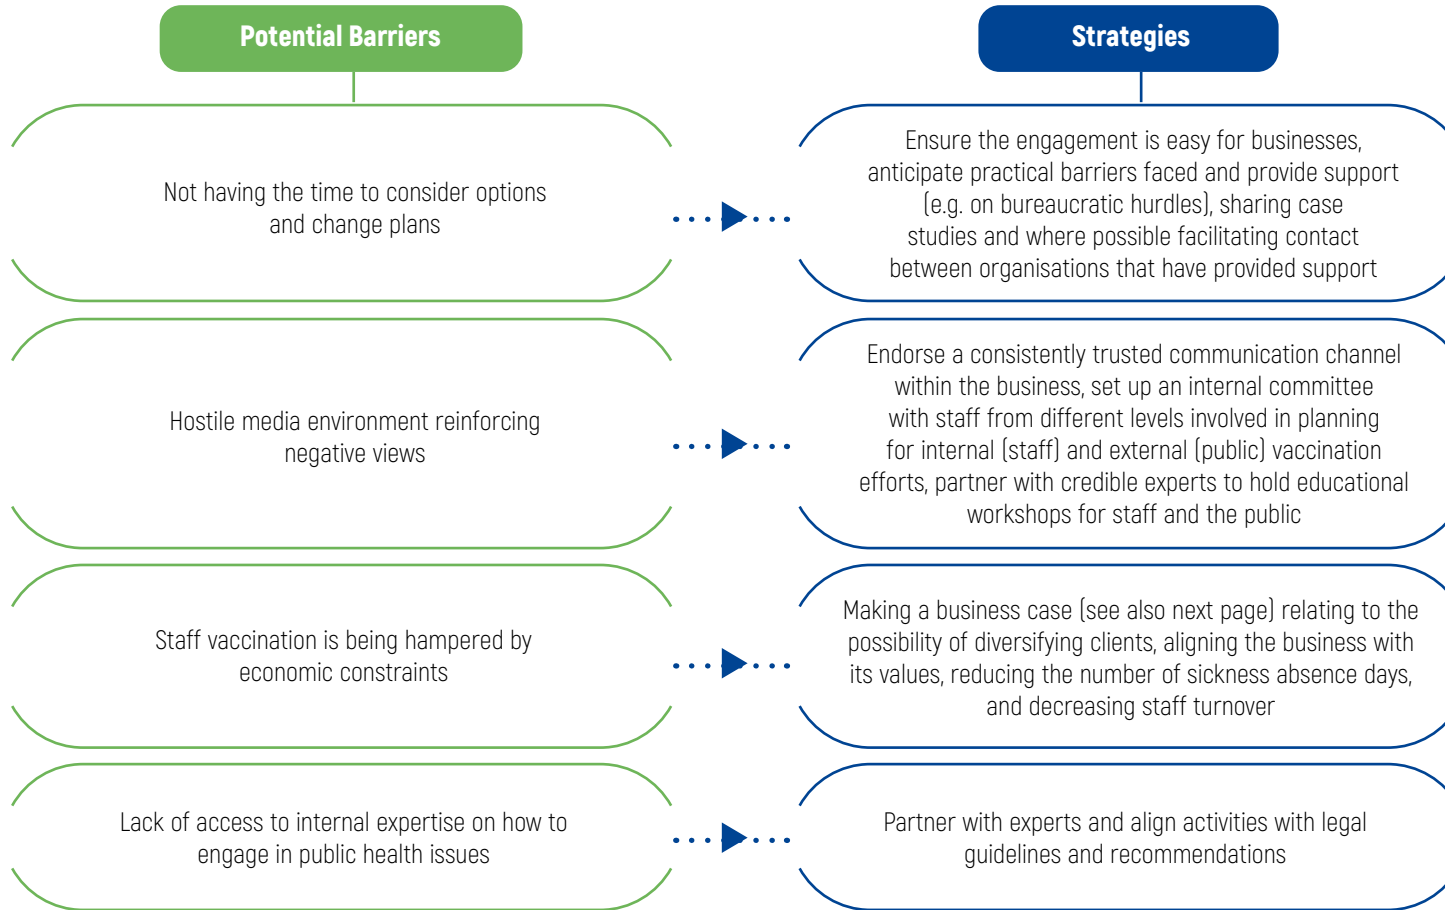 Potential Barriers
Strategies
Not having the time to consider options
and change plans
Ensure the engagement is easy for businesses,
anticipate practical barriers faced and provide support
(e.g. on bureaucratic hurdles), sharing case
studies and where possible facilitating contact
between organisations that have provided support
Hostile media environment reinforcing
negative views
Endorse a consistently trusted communication channel
within the business, set up an internal committee
with staff from different levels involved in planning
for internal (staff) and external (public) vaccination
efforts, partner with credible experts to hold educational
workshops for staff and the public
Staff vaccination is being hampered by
economic constraints
Making a business case (see also next page) relating to the
possibility of diversifying clients, aligning the business with
its values, reducing the number of sickness absence days,
and decreasing staff turnover
Lack of access to internal expertise on how to
engage in public health issues
Partner with experts and align activities with legal
guidelines and recommendations